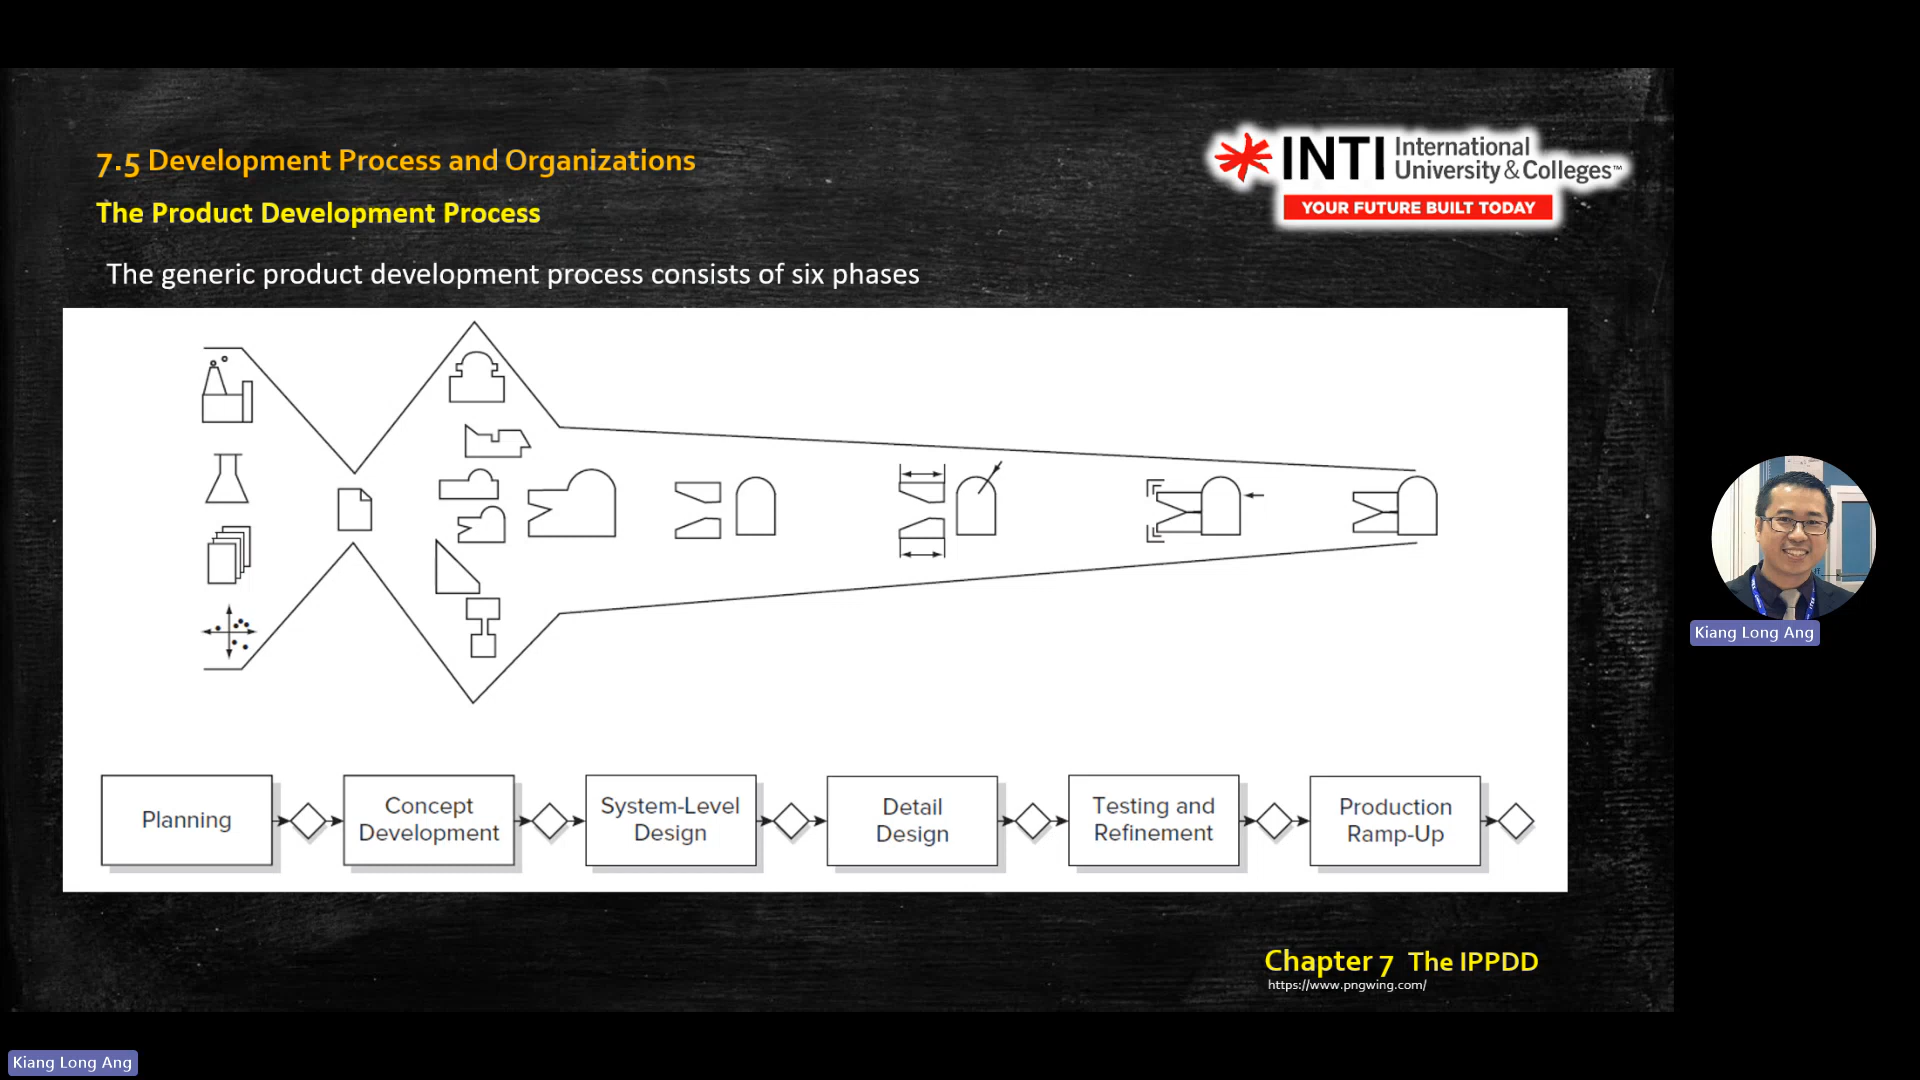 7.5 Development Process and Organizations
The Product Development Process
INTI International
University & Colleges™
YOUR FUTURE BUILT TODAY
The generic product development process consists of six phases
Planning
Concept
Development
System-Level
Design
Detail
Design
Testing and
Refinement
Production
Ramp-Up
Kiang Long Ang
Chapter 7 The IPPDD
https://www.pngwing.com/
Kiang Long Ang